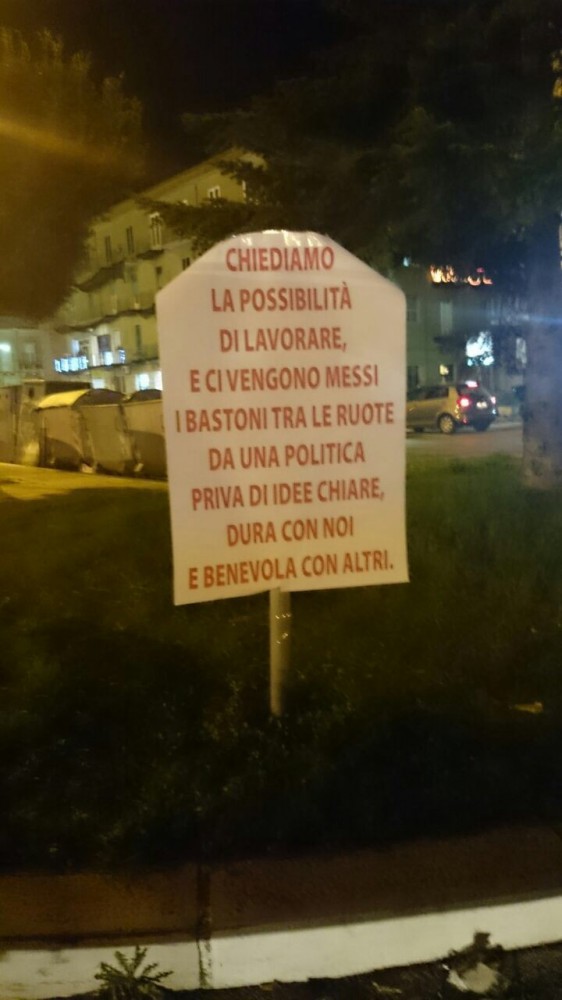 CHIEDIAMO
LA POSSIBILITÀ
DI LAVORARE,
E CI VENGONO MESSI
I BASTONI TRA LE RUOTE
DA UNA POLITICA
PRIVA DI IDEE CHIARE,
DURA CON NOI
E BENEVOLA CON ALTRI.